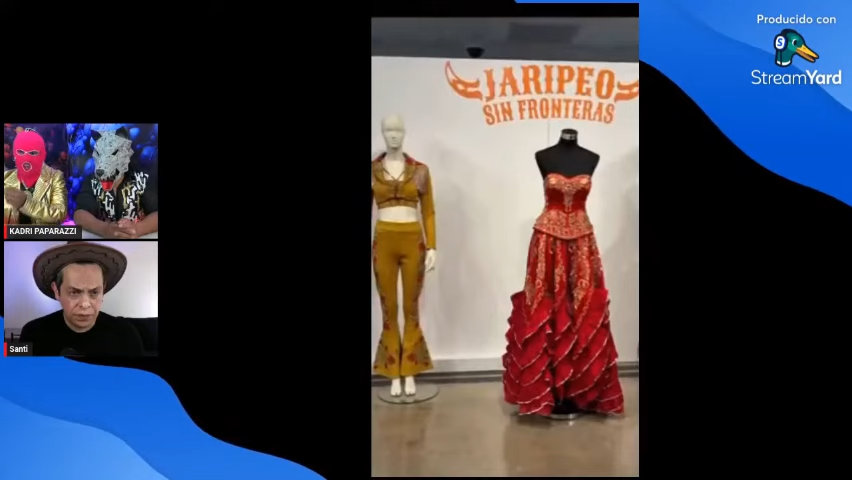 Producido con
StreamYard
JARIPEO
SIN FRONTERAS
KADRI PAPARAZZI
Santi